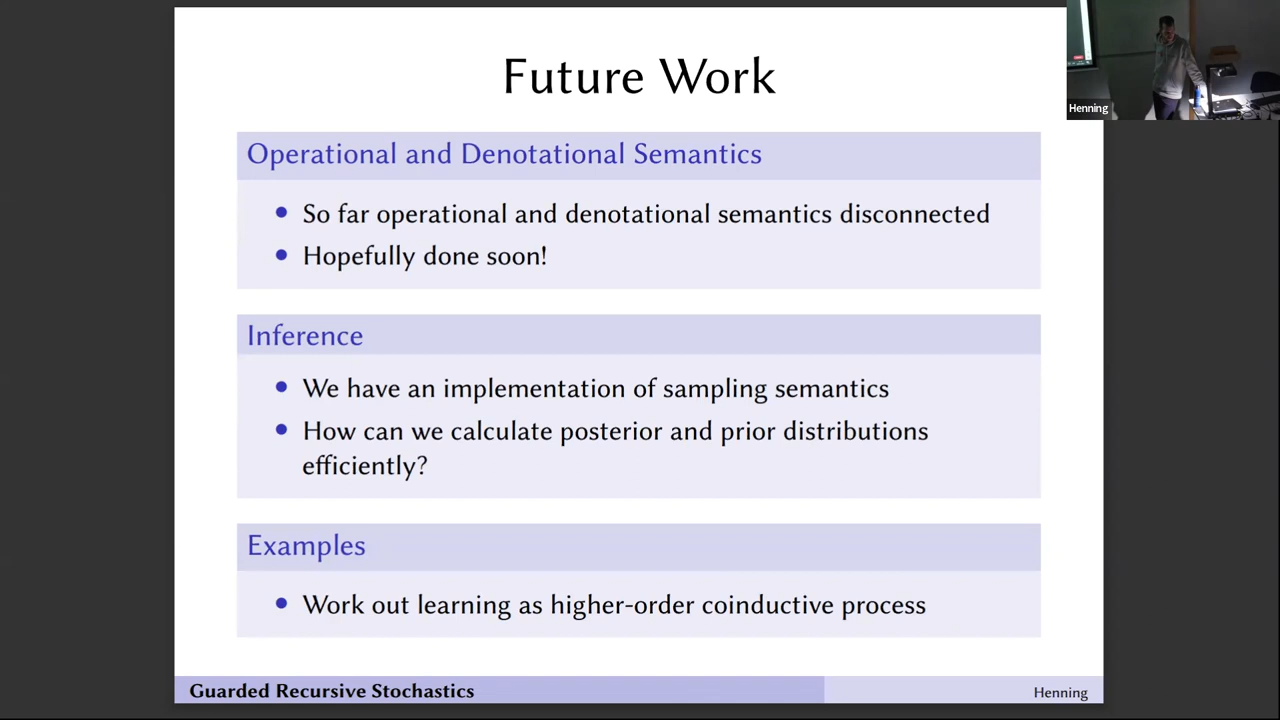 Future Work
Henning
Operational and Denotational Semantics
• So far operational and denotational semantics disconnected
• Hopefully done soon!
Inference
• We have an implementation of sampling semantics
• How can we calculate posterior and prior distributions
efficiently?
Examples
• Work out learning as higher-order coinductive process
Guarded Recursive Stochastics
Henning